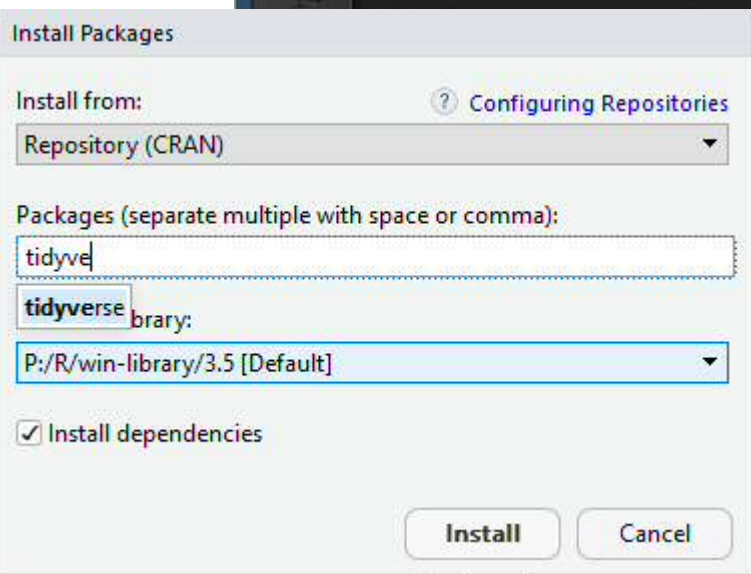 Install Packages
Install from:
? Configuring Repositories
Repository (CRAN)
Packages (separate multiple with space or comma):
tidyve
tidyverse
brary:
P:/R/win-library/3.5 [Default]
Install dependencies
Install Cancel